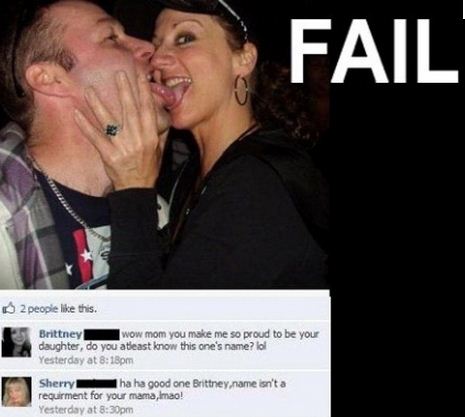 FAIL
2 people like this.
Brittney wow mom you make me so proud to be your
daughter, do you atleast know this one's name? lol
Yesterday at 8:18pm
Sherry ha ha good one Brittney,name isn't a
requirment for your mama,lmao!
Yesterday at 8:30pm